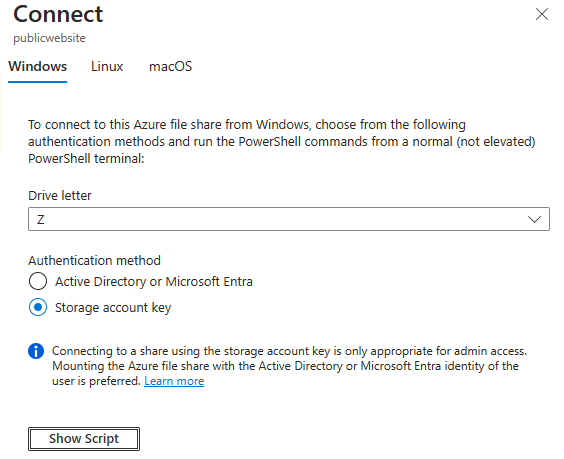 Connect
publicwebsite
Windows Linux macOS
To connect to this Azure file share from Windows, choose from the following
authentication methods and run the PowerShell commands from a normal (not elevated)
PowerShell terminal:
Drive letter
Z
Authentication method
Active Directory or Microsoft Entra
Storage account key
Connecting to a share using the storage account key is only appropriate for admin access.
Mounting the Azure file share with the Active Directory or Microsoft Entra identity of the
user is preferred. Learn more
Show Script